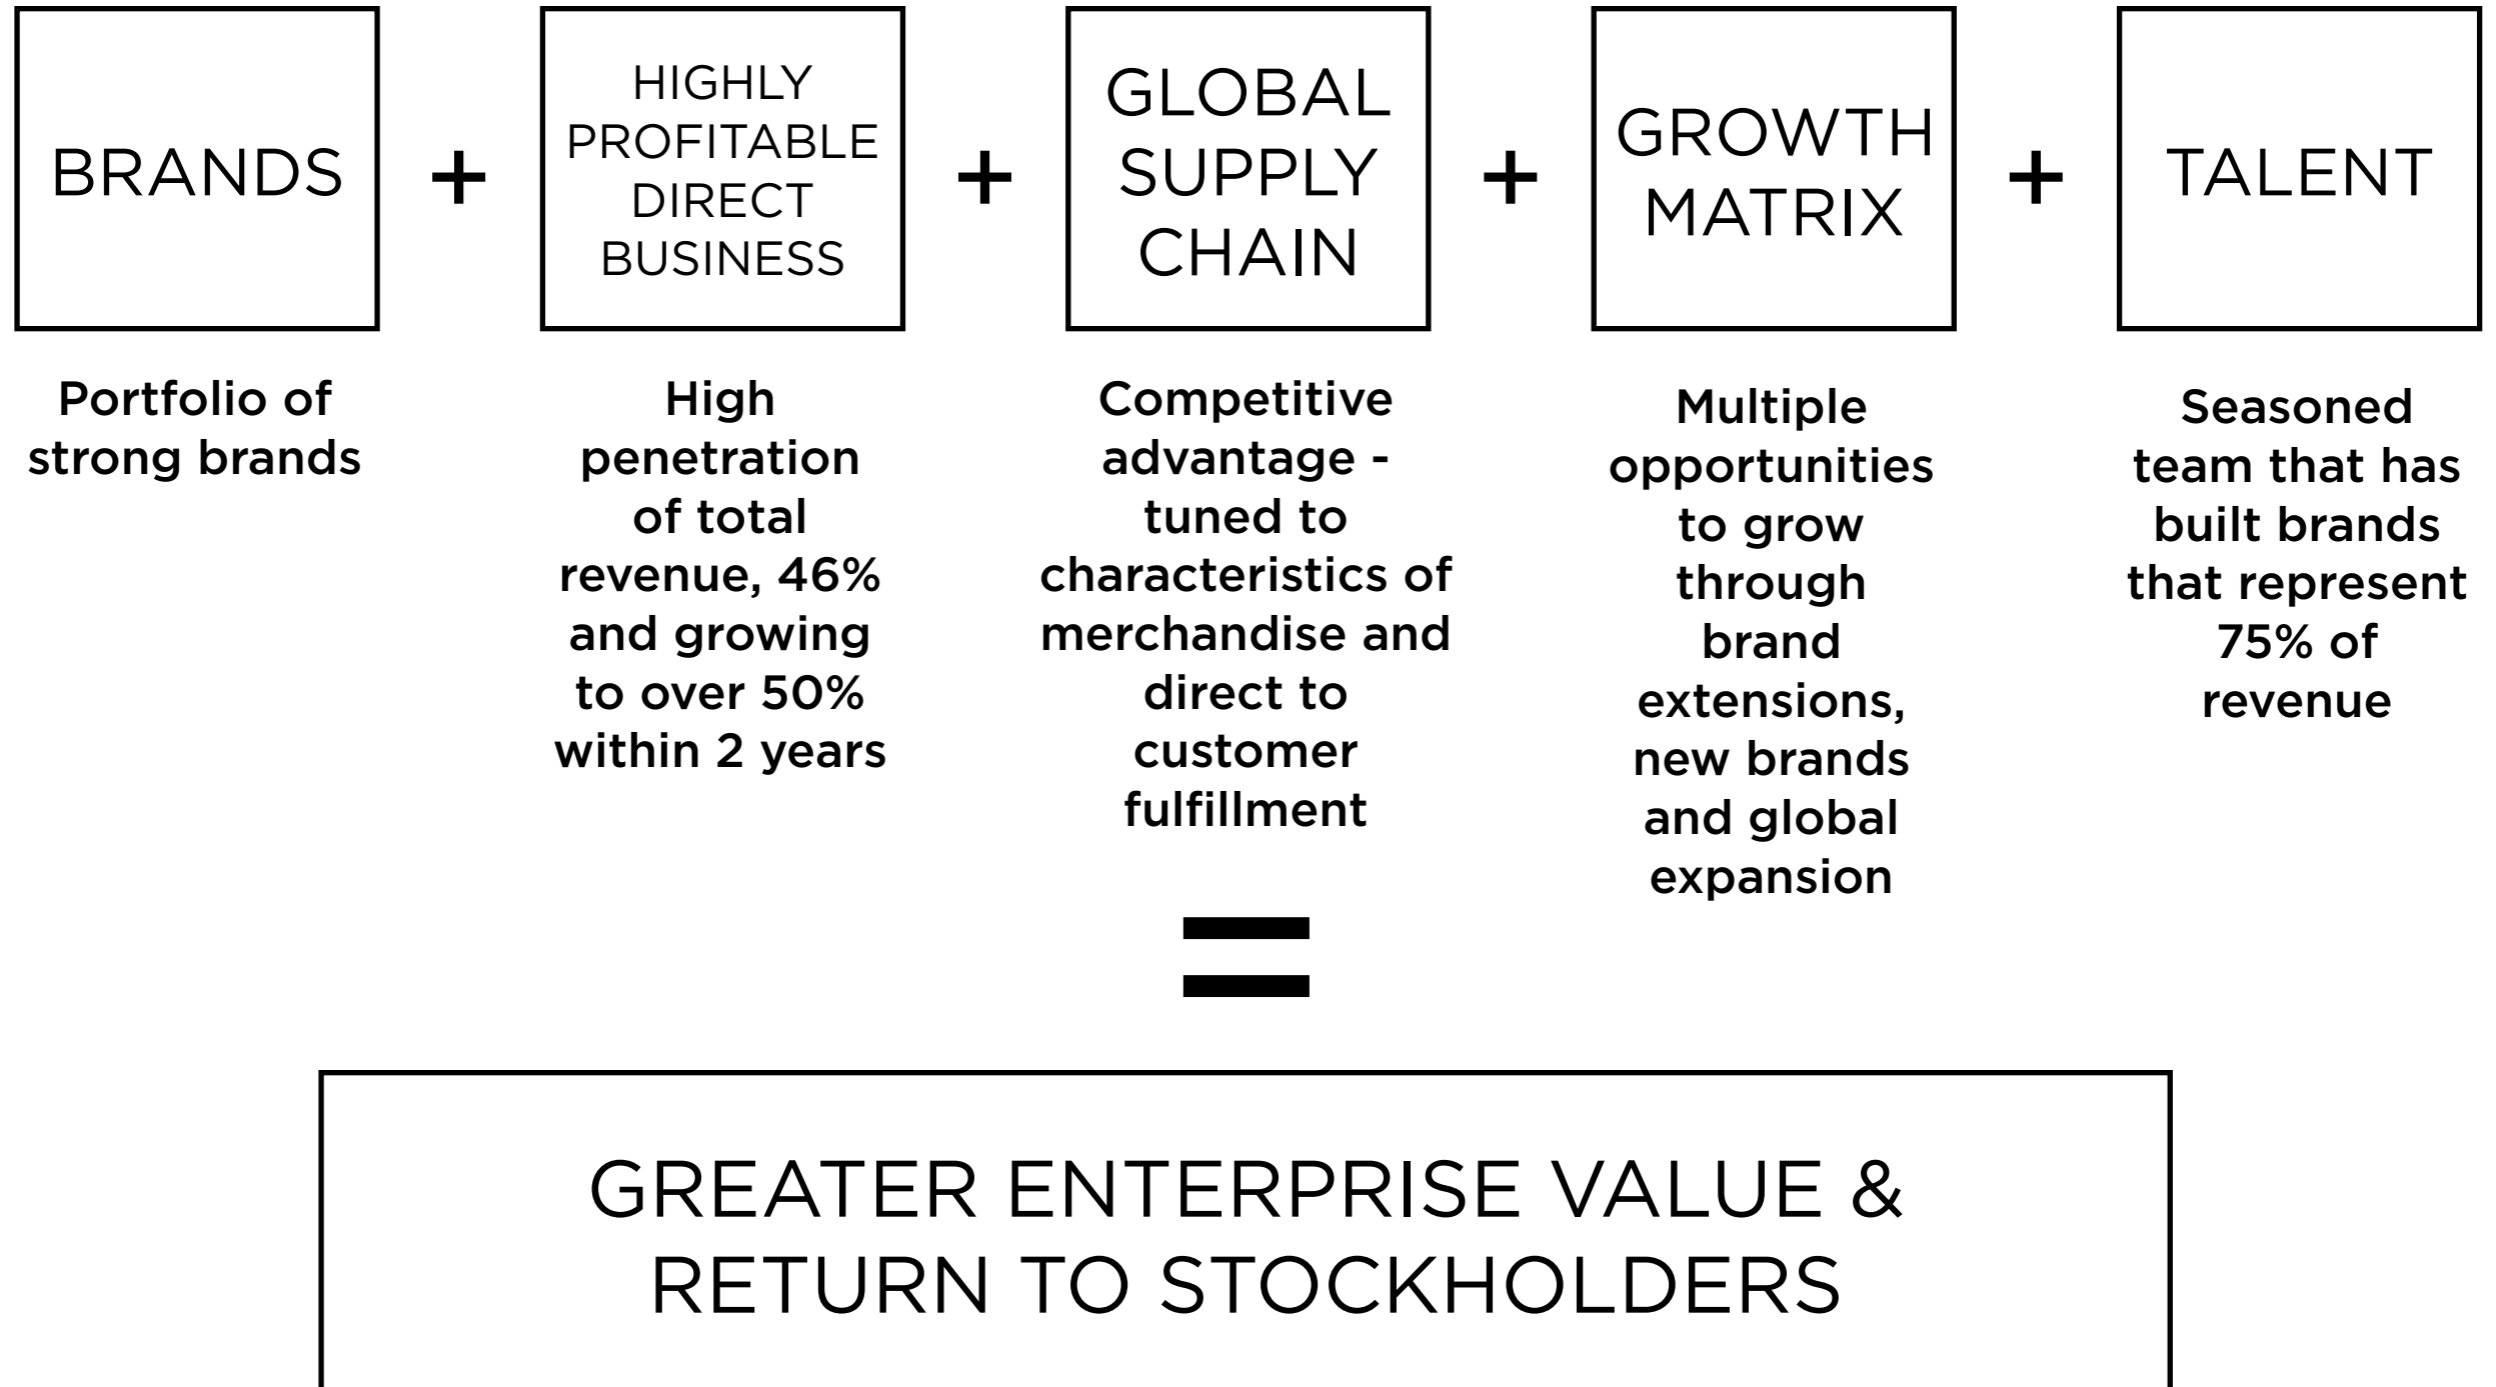 BRANDS
+
HIGHLY
PROFITABLE
DIRECT
BUSINESS
+
GLOBAL
SUPPLY
CHAIN
+
GROWTH
MATRIX
+
TALENT
Portfolio of
strong brands
High
penetration
of total
revenue, 46%
and growing
to over 50%
within 2 years
Competitive
advantage -
tuned to
characteristics of
merchandise and
direct to
customer
fulfillment
Multiple
opportunities
to grow
through
brand
extensions,
new brands
and global
expansion
Seasoned
team that has
built brands
that represent
75% of
revenue
=
GREATER ENTERPRISE VALUE &
RETURN TO STOCKHOLDERS